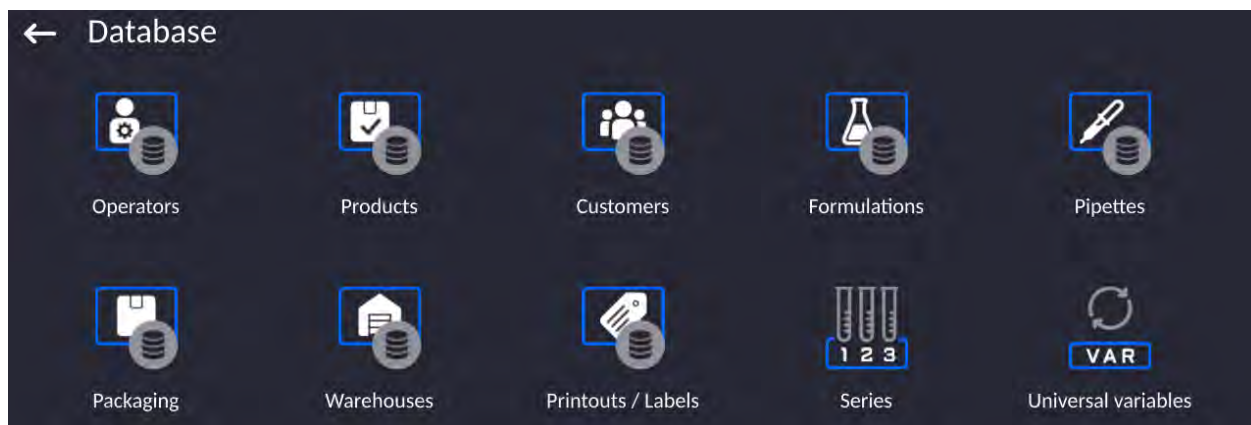 Database
Operators Products Customers Formulations Pipettes
1 2 3 VAR
Packaging Warehouses Printouts / Labels Series Universal variables